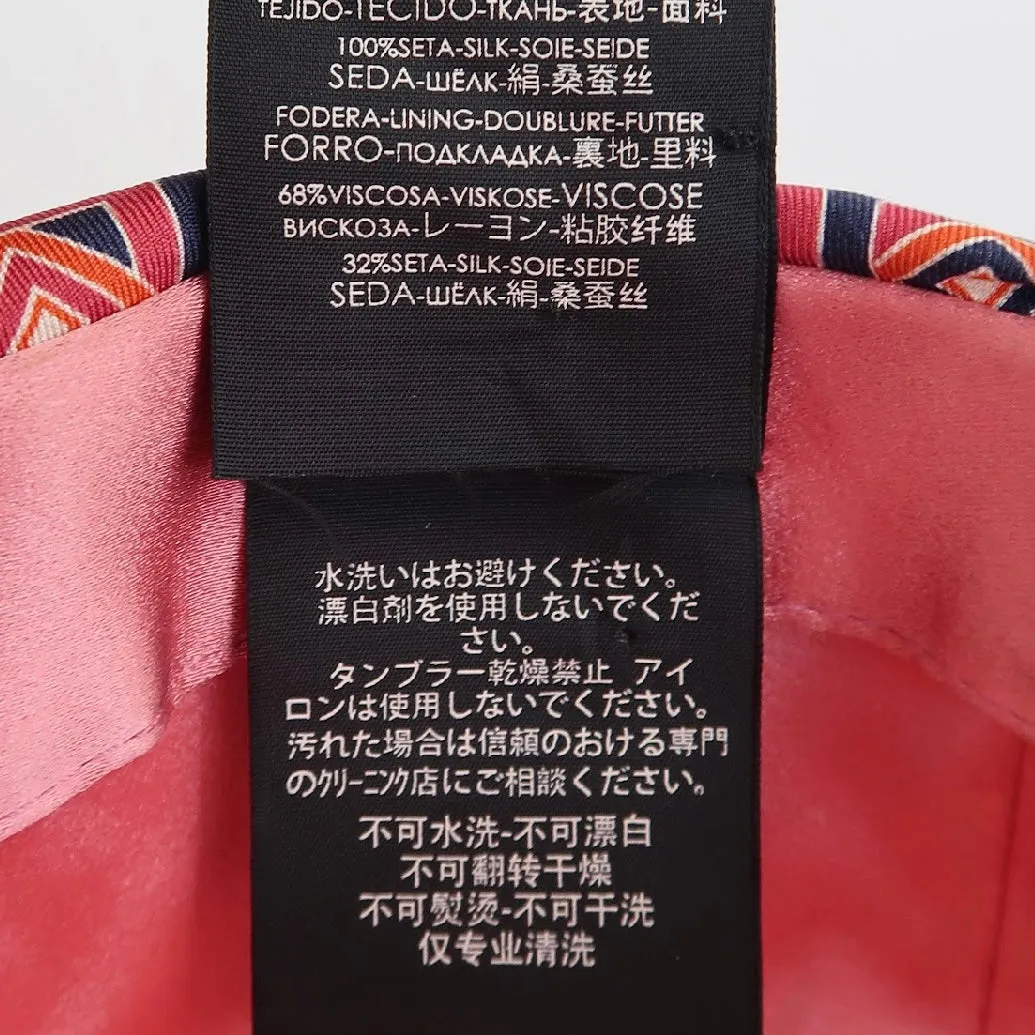 TEJIDO-TECIDO-ТКАНЬ-表地-面料
100%SETA-SILK-SOIE-SEIDE
SEDA-ШЁЛК-絹-桑蚕丝
FODERA-LINING-DOUBLURE-FUTTER
FORRO-ПОДКЛАДКА-裏地-里料
68%VISCOSA-VISKOSE-VISCOSE
ВИСКОЗА-レーヨン-粘胶纤维
32%SETA-SILK-SOIE-SEIDE
SEDA-ШЁЛК-絹-桑蚕丝
水洗いはお避けください。
漂白剤を使用しないでくだ
さい。
タンブラー乾燥禁止 アイ
ロンは使用しないでください。
汚れた場合は信頼のおける専門
のクリーニング店にご相談ください。
不可水洗-不可漂白
不可翻转干燥
不可熨烫-不可干洗
仅专业清洗